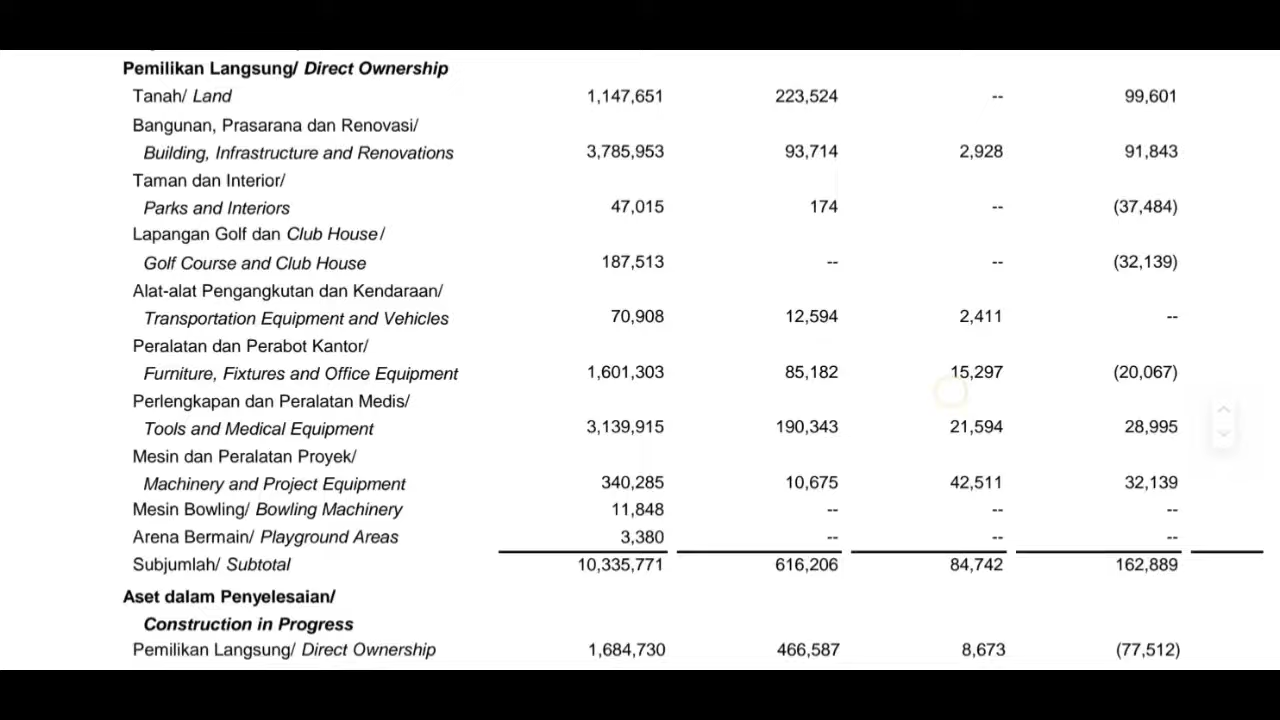 Pemilikan Langsung/ Direct Ownership
Tanah/ Land 1,147,651 223,524 -- 99,601
Bangunan, Prasarana dan Renovasi/
Building, Infrastructure and Renovations 3,785,953 93,714 2,928 91,843
Taman dan Interior/
Parks and Interiors 47,015 174 -- (37,484)
Lapangan Golf dan Club House/
Golf Course and Club House 187,513 -- -- (32,139)
Alat-alat Pengangkutan dan Kendaraan/
Transportation Equipment and Vehicles 70,908 12,594 2,411 --
Peralatan dan Perabot Kantor/
Furniture, Fixtures and Office Equipment 1,601,303 85,182 15,297 (20,067)
Perlengkapan dan Peralatan Medis/
Tools and Medical Equipment 3,139,915 190,343 21,594 28,995
Mesin dan Peralatan Proyek/
Machinery and Project Equipment 340,285 10,675 42,511 32,139
Mesin Bowling/ Bowling Machinery 11,848 -- -- --
Arena Bermain/ Playground Areas 3,380 -- -- --
Subjumlah/ Subtotal 10,335,771 616,206 84,742 162,889
Aset dalam Penyelesaian/
Construction in Progress
Pemilikan Langsung/ Direct Ownership 1,684,730 466,587 8,673 (77,512)